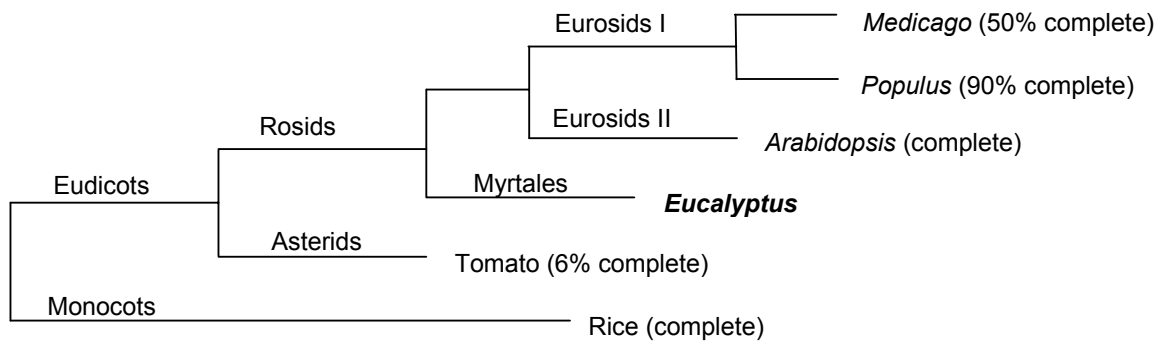 Eurosids I
Medicago (50% complete)
Populus (90% complete)
Rosids
Eurosids II
Arabidopsis (complete)
Eudicots
Myrtales
Eucalyptus
Asterids
Tomato (6% complete)
Monocots
Rice (complete)